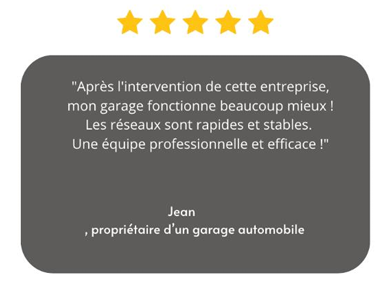 "Après l'intervention de cette entreprise,
mon garage fonctionne beaucoup mieux !
Les réseaux sont rapides et stables.
Une équipe professionnelle et efficace !"
Jean
, propriétaire d'un garage automobile